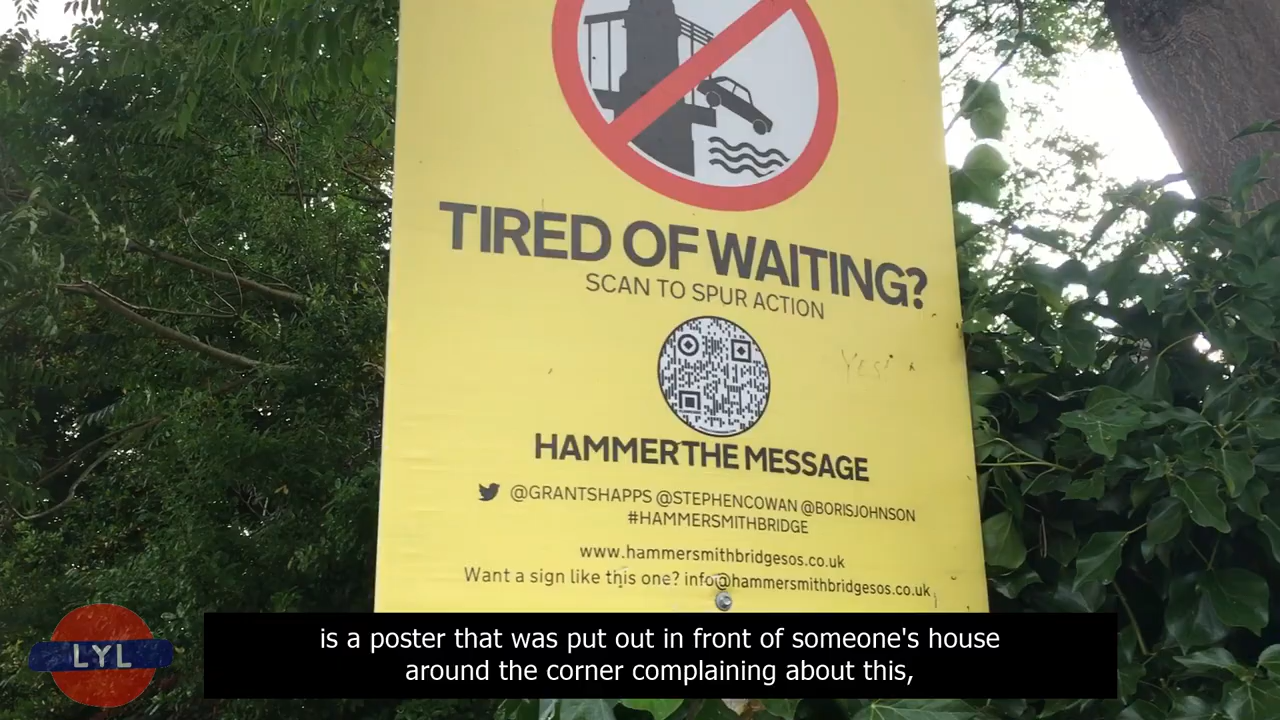 TIRED OF WAITING?
SCAN TO SPUR ACTION
YES!
HAMMER THE MESSAGE
@GRANTSHAPPS @STEPHENCOWAN @BORISJOHNSON
#HAMMERSMITHBRIDGE
www.hammersmithbridgesos.co.uk
Want a sign like this one? info@hammersmithbridgesos.co.uk
LYL
is a poster that was put out in front of someone's house
around the corner complaining about this,